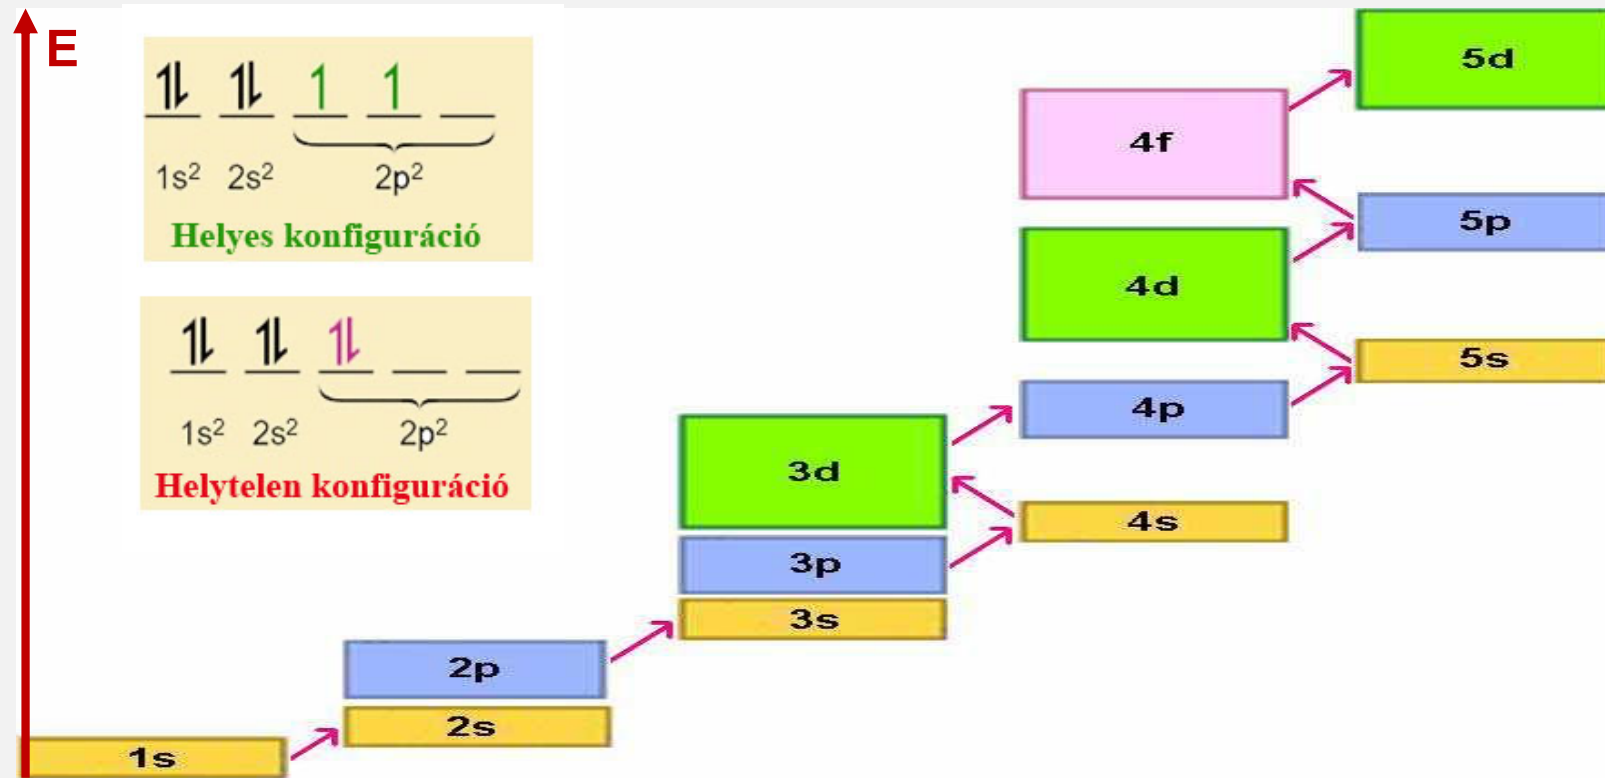 E
1s² 2s² 2p²
Helyes konfiguráció
1s² 2s² 2p²
Helytelen konfiguráció
5d
4f
5p
4d
5s
4p
3d
4s
3p
3s
2p
2s
1s